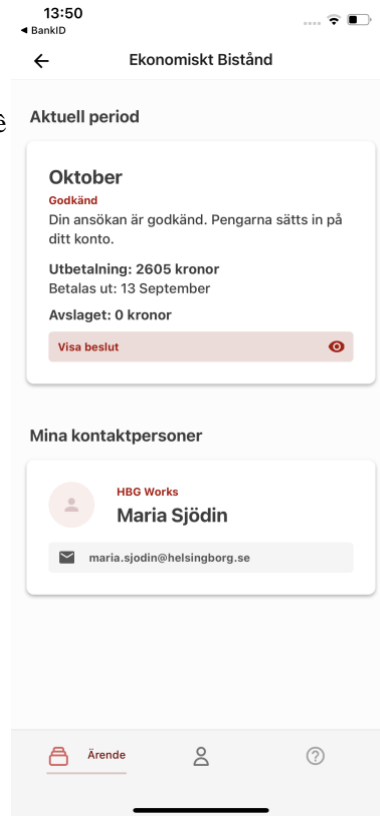 13:50
◀ BankID
Ekonomiskt Bistånd
Aktuell period
Oktober
Godkänd
Din ansökan är godkänd. Pengarna sätts in på
ditt konto.
Utbetalning: 2605 kronor
Betalas ut: 13 September
Avslaget: 0 kronor
Visa beslut
Mina kontaktpersoner
HBG Works
Maria Sjödin
maria.sjodin@helsingborg.se
Ärende